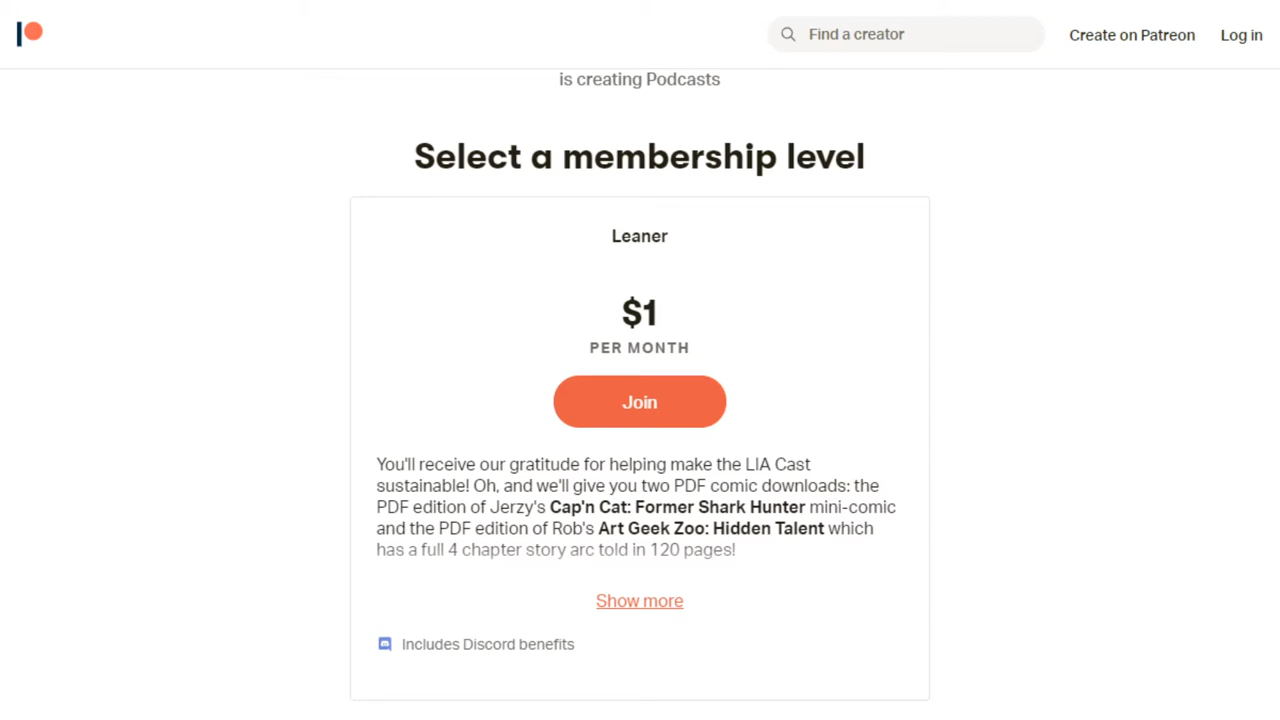 Find a creator
Create on Patreon
Log in
is creating Podcasts
Select a membership level
Leaner
$1
PER MONTH
Join
You'll receive our gratitude for helping make the LIA Cast
sustainable! Oh, and we'll give you two PDF comic downloads: the
PDF edition of Jerzy's Cap'n Cat: Former Shark Hunter mini-comic
and the PDF edition of Rob's Art Geek Zoo: Hidden Talent which
has a full 4 chapter story arc told in 120 pages!
Show more
Includes Discord benefits